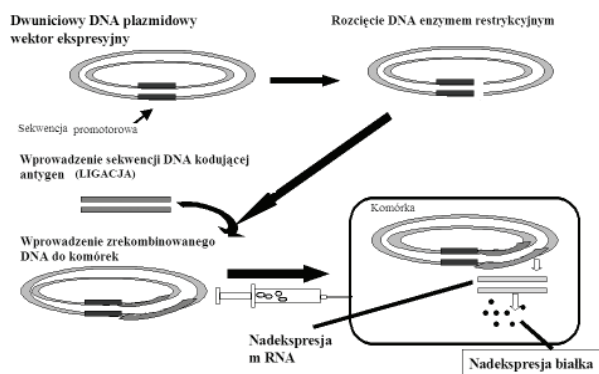 Dwuniciowy DNA plazmidowy
wektor ekspresyjny
Rozcięcie DNA enzymem restrykcyjnym
Sekwencja promotorowa
Wprowadzenie sekwencji DNA kodującej
antygen (LIGACJA)
Komórka
Wprowadzenie zrekombinowanego
DNA do komórek
Nadekspresja
m RNA
Nadekspresja białka